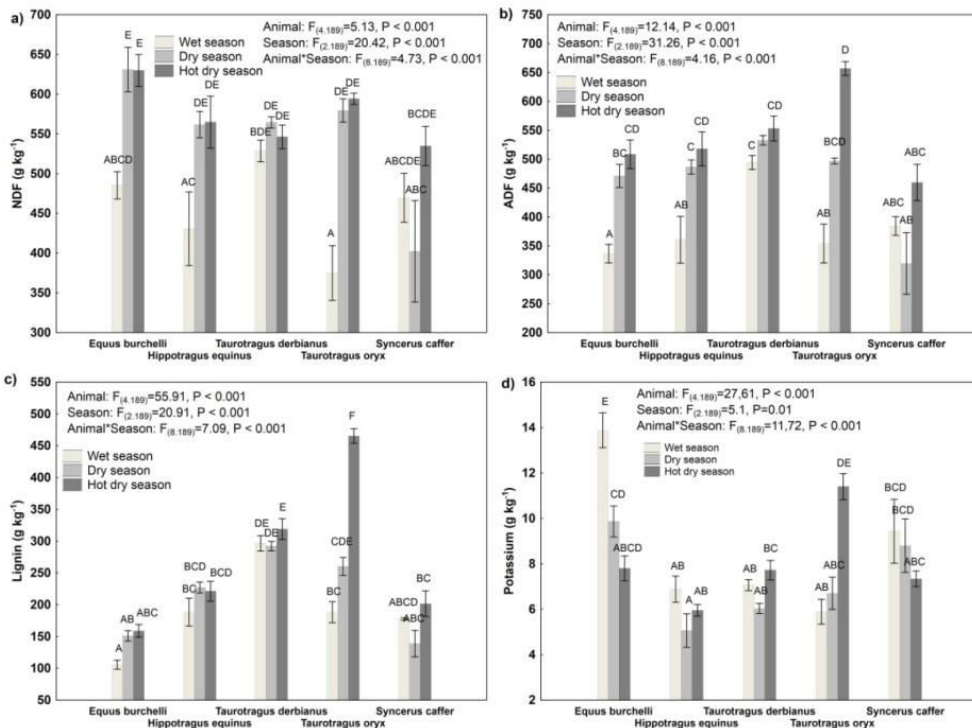 a)
Animal: F(4.189)=5.13, P < 0.001
Season: F(2.189)=20.42, P < 0.001
Animal*Season: F(8.189)=4.73, P < 0.001
Wet season
Dry season
Hot dry season
NDF (g kg-1)
700
650
600
550
500
450
400
350
300
ABCD
E
E
AC
DE
DE
BDE
DE
DE
A
DE
DE
ABCDE
ABC
BCDE
Equus burchelli
Hippotragus equinus
Taurotragus derbianus
Taurotragus oryx
Syncerus caffer
b)
Animal: F(4.189)=12.14, P < 0.001
Season: F(2.189)=31.26, P < 0.001
Animal*Season: F(8.189)=4.16, P < 0.001
Wet season
Dry season
Hot dry season
ADF (g kg-1)
750
700
650
600
550
500
450
400
350
300
250
200
A
BC
CD
AB
C
CD
C
CD
CD
AB
BCD
D
ABC
AB
ABC
Equus burchelli
Hippotragus equinus
Taurotragus derbianus
Taurotragus oryx
Syncerus caffer
c)
Animal: F(4.189)=55.91, P < 0.001
Season: F(2.189)=20.91, P < 0.001
Animal*Season: F(8.189)=7.09, P < 0.001
Wet season
Dry season
Hot dry season
Lignin (g kg-1)
550
500
450
400
350
300
250
200
150
100
50
A
AB
ABC
BC
BCD
BCD
DE
DE
E
BC
CDE
F
ABCD
ABC
BC
Equus burchelli
Hippotragus equinus
Taurotragus derbianus
Taurotragus oryx
Syncerus caffer
d)
Animal: F(4.189)=27,61, P < 0.001
Season: F(2.189)=5.1, P=0.01
Animal*Season: F(8.189)=11,72, P < 0.001
Wet season
Dry season
Hot dry season
Potassium (g kg-1)
16
14
12
10
8
6
4
2
E
CD
ABCD
AB
A
AB
AB
AB
BC
AB
ABC
DE
BCD
BCD
ABC
Equus burchelli
Hippotragus equinus
Taurotragus derbianus
Taurotragus oryx
Syncerus caffer